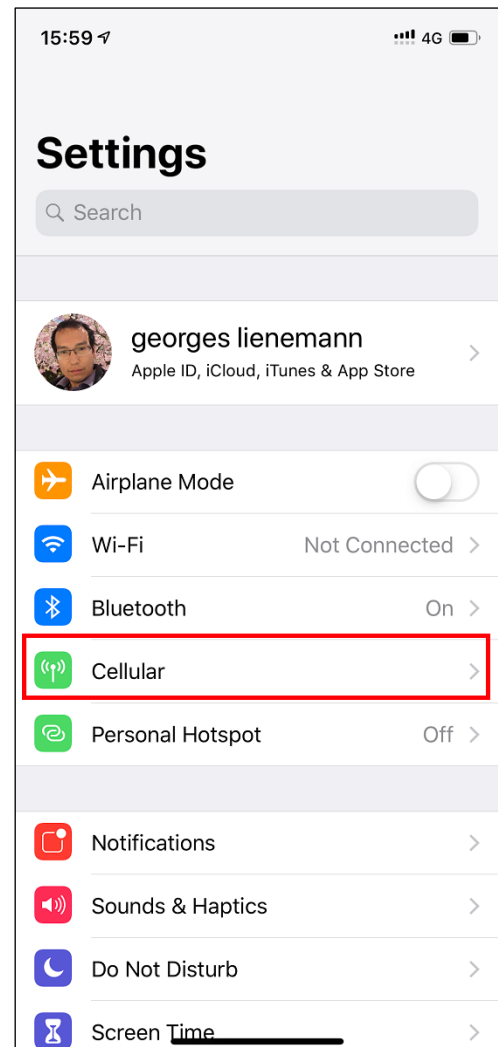 15:59 4G
Settings
Search
georges lienemann
Apple ID, iCloud, iTunes & App Store
Airplane Mode
Wi-Fi Not Connected
Bluetooth On
Cellular
Personal Hotspot Off
Notifications
Sounds & Haptics
Do Not Disturb
Screen Time